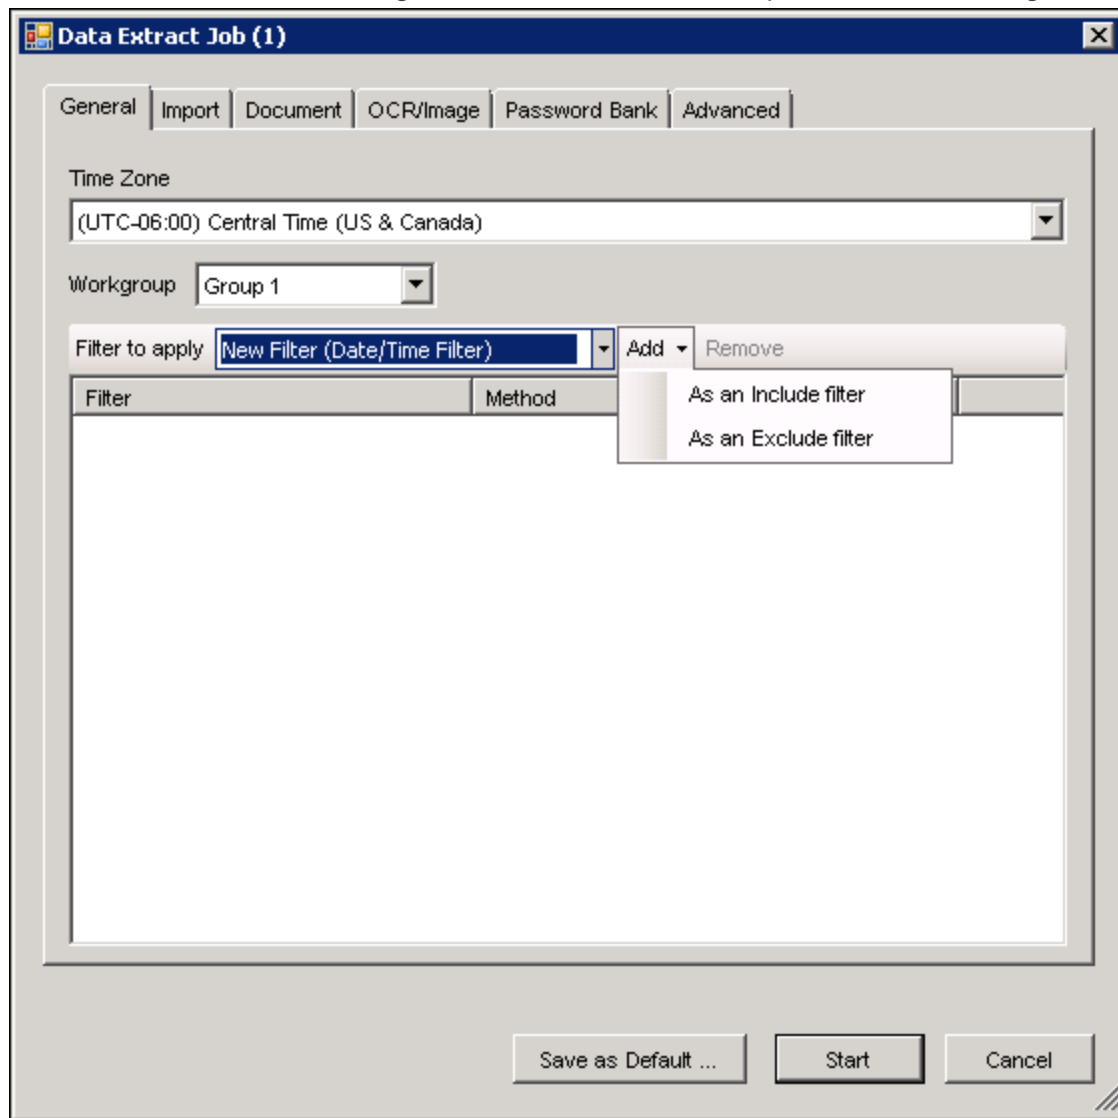 Data Extract Job (1)
General Import Document OCR/Image Password Bank Advanced
Time Zone
(UTC-06:00) Central Time (US & Canada)
Workgroup Group 1
Filter to apply New Filter (Date/Time Filter) Add Remove
Filter Method
As an Include filter
As an Exclude filter
Save as Default ... Start Cancel